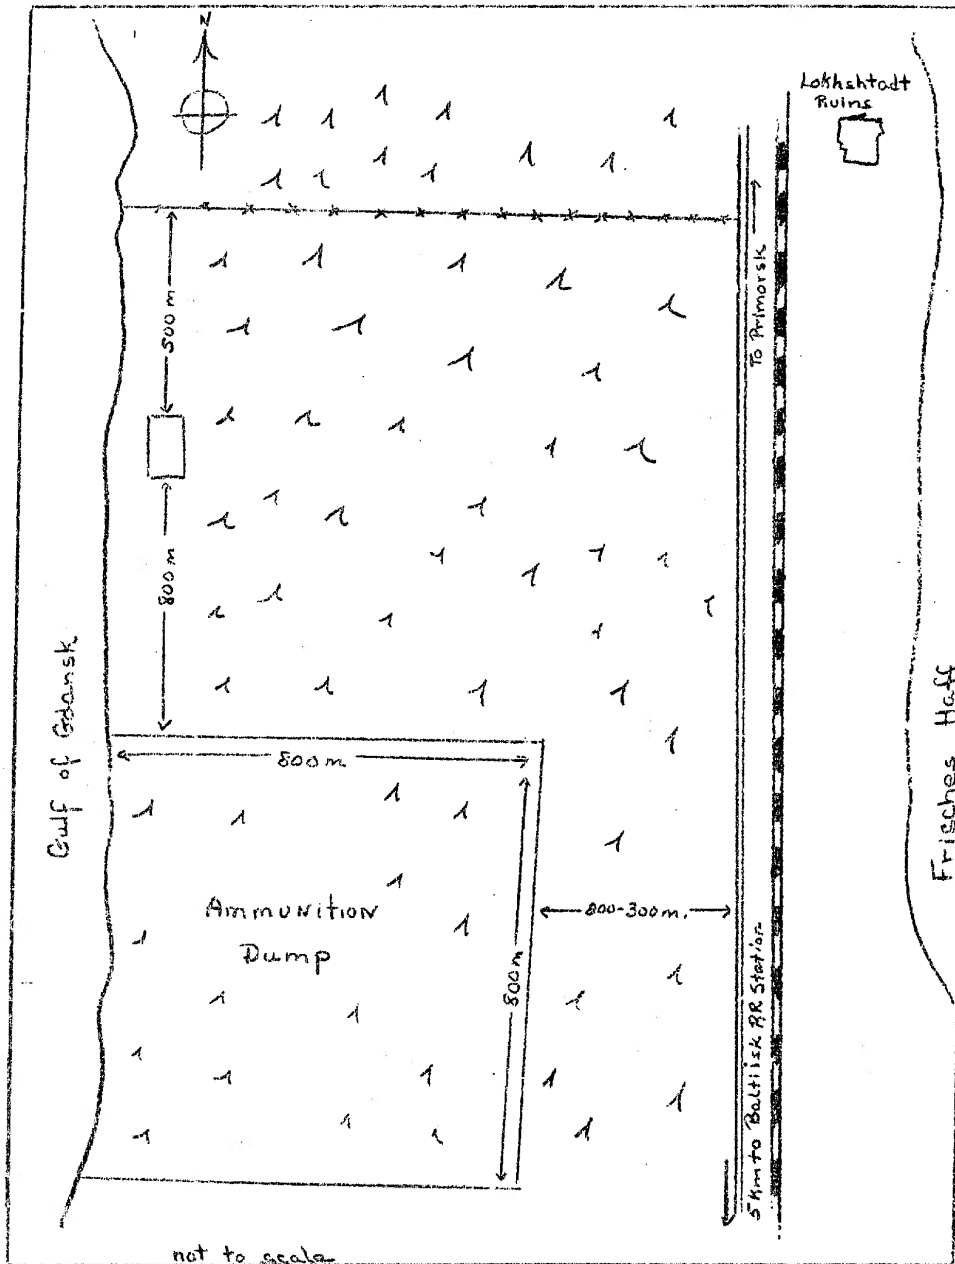 N
Lokhshtadt
Ruins
To Primorsk
500 m
800 m
Gulf of Gdansk
Frisches Haff
800 m
Ammunition
Dump
800-300 m.
800 m
5 Km to Baltiisk RR Station
not to scale